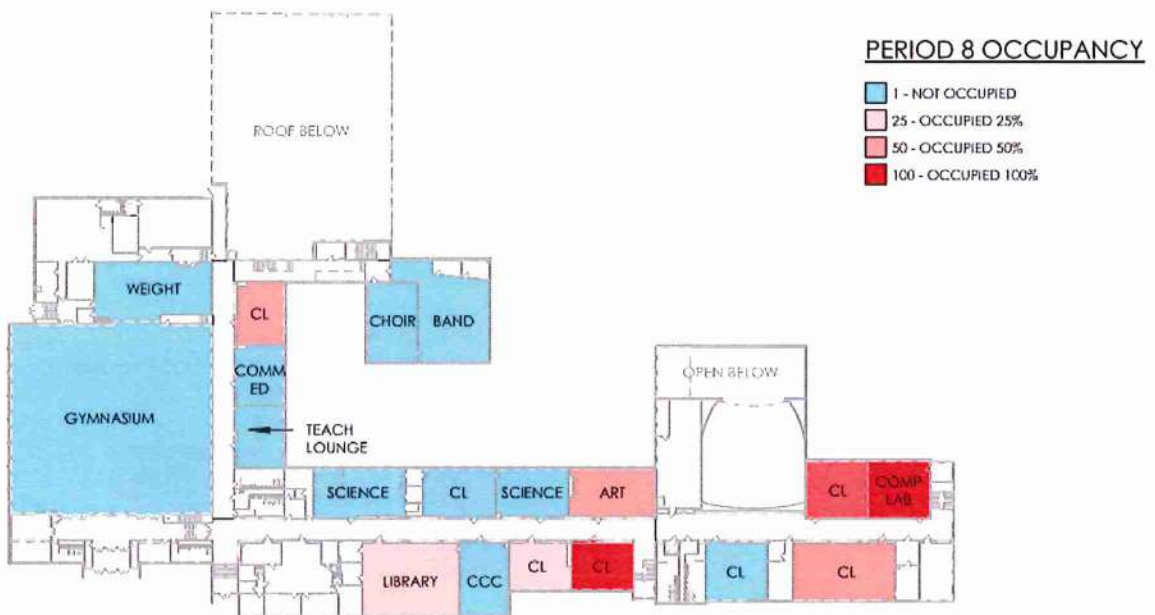 PERIOD 8 OCCUPANCY
1 - NOT OCCUPIED
25 - OCCUPIED 25%
50 - OCCUPIED 50%
100 - OCCUPIED 100%
ROOF BELOW
WEIGHT
CL
CHOIR
BAND
COMM
ED
GYMNASIUM
TEACH
LOUNGE
OPEN BELOW
SCIENCE
CL
SCIENCE
ART
CL
COMP
LAB
LIBRARY
CCC
CL
CL
CL
CL